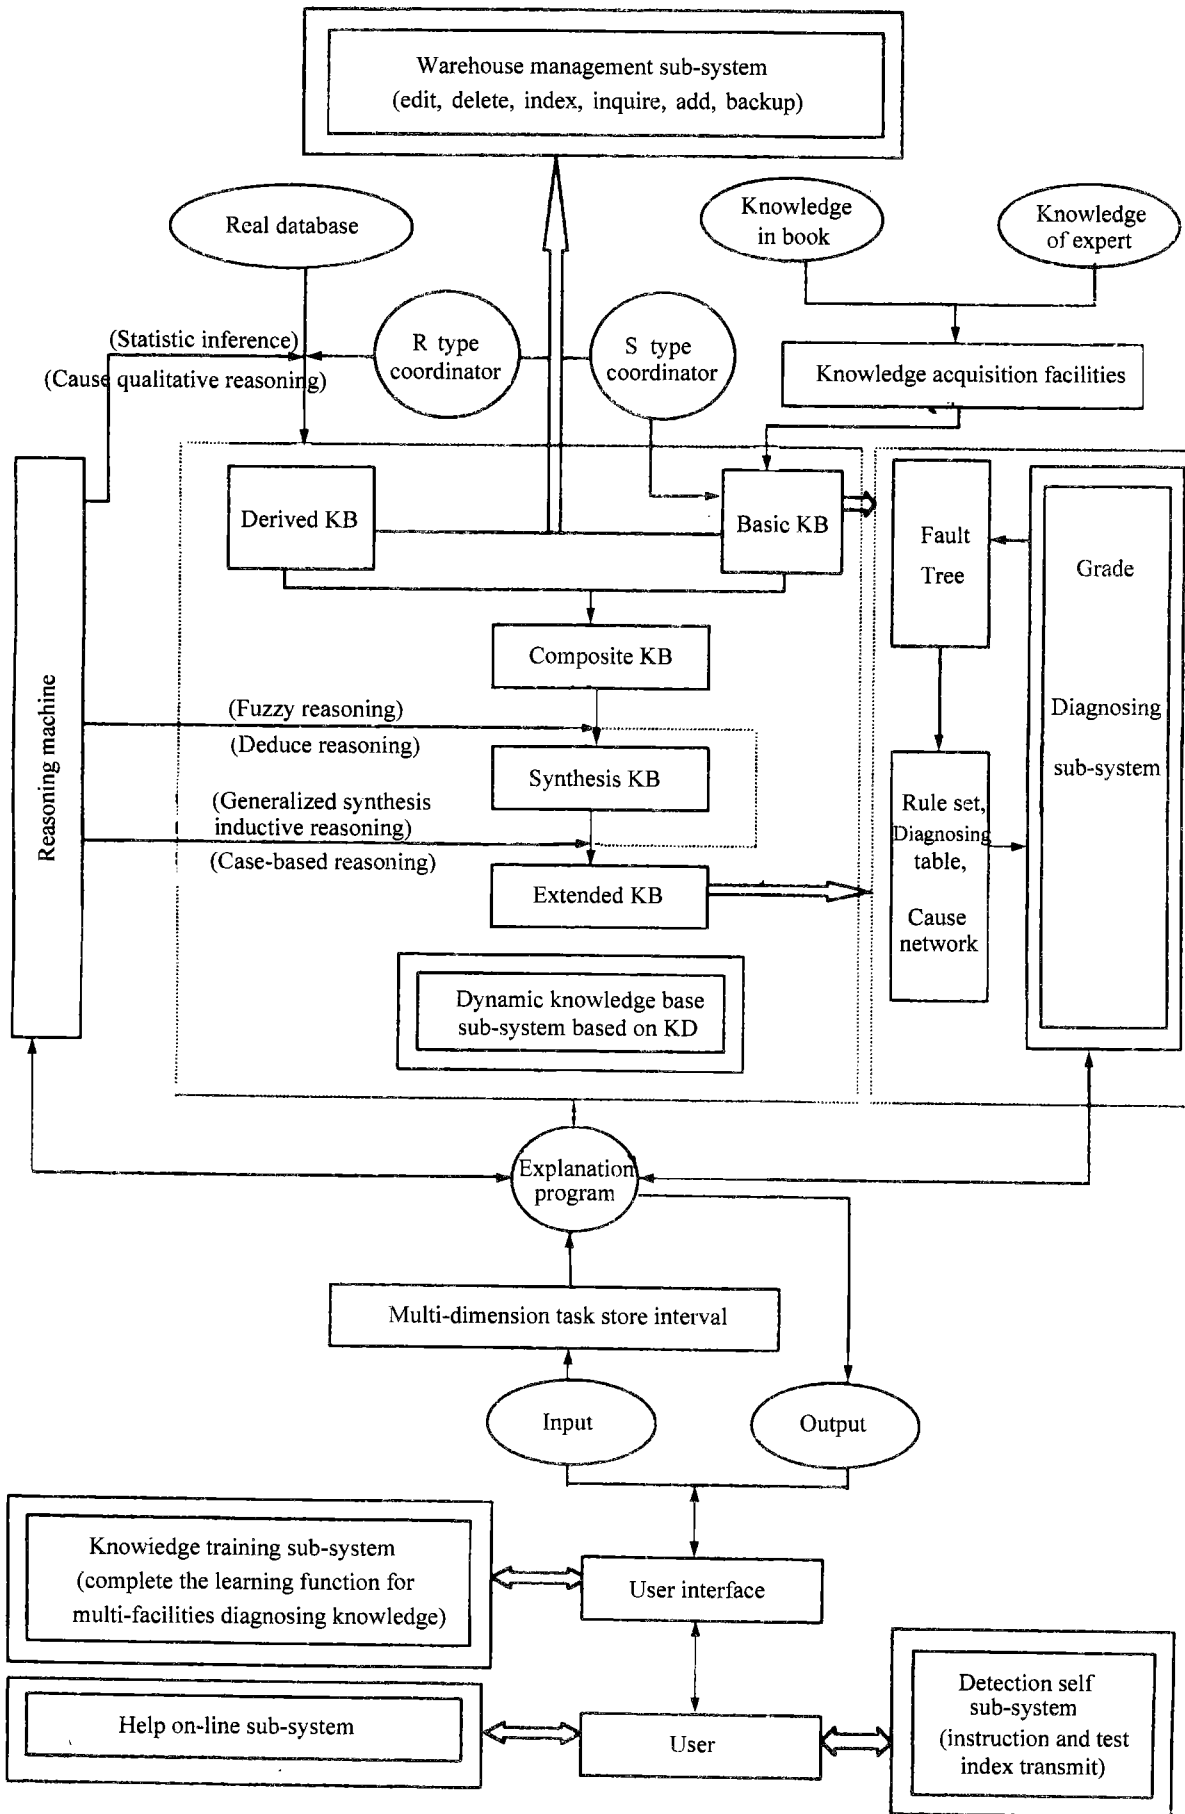 Warehouse management sub-system
(edit, delete, index, inquire, add, backup)
Real database
Knowledge
in book
Knowledge
of expert
(Statistic inference)
(Cause qualitative reasoning)
R type
coordinator
S type
coordinator
Knowledge acquisition facilities
Reasoning machine
Derived KB
Basic KB
Fault
Tree
Grade
Diagnosing
sub-system
Composite KB
(Fuzzy reasoning)
(Deduce reasoning)
Synthesis KB
(Generalized synthesis
inductive reasoning)
(Case-based reasoning)
Extended KB
Rule set,
Diagnosing
table,
Cause
network
Dynamic knowledge base
sub-system based on KD
Explanation
program
Multi-dimension task store interval
Input
Output
Knowledge training sub-system
(complete the learning function for
multi-facilities diagnosing knowledge)
User interface
Help on-line sub-system
User
Detection self
sub-system
(instruction and test
index transmit)